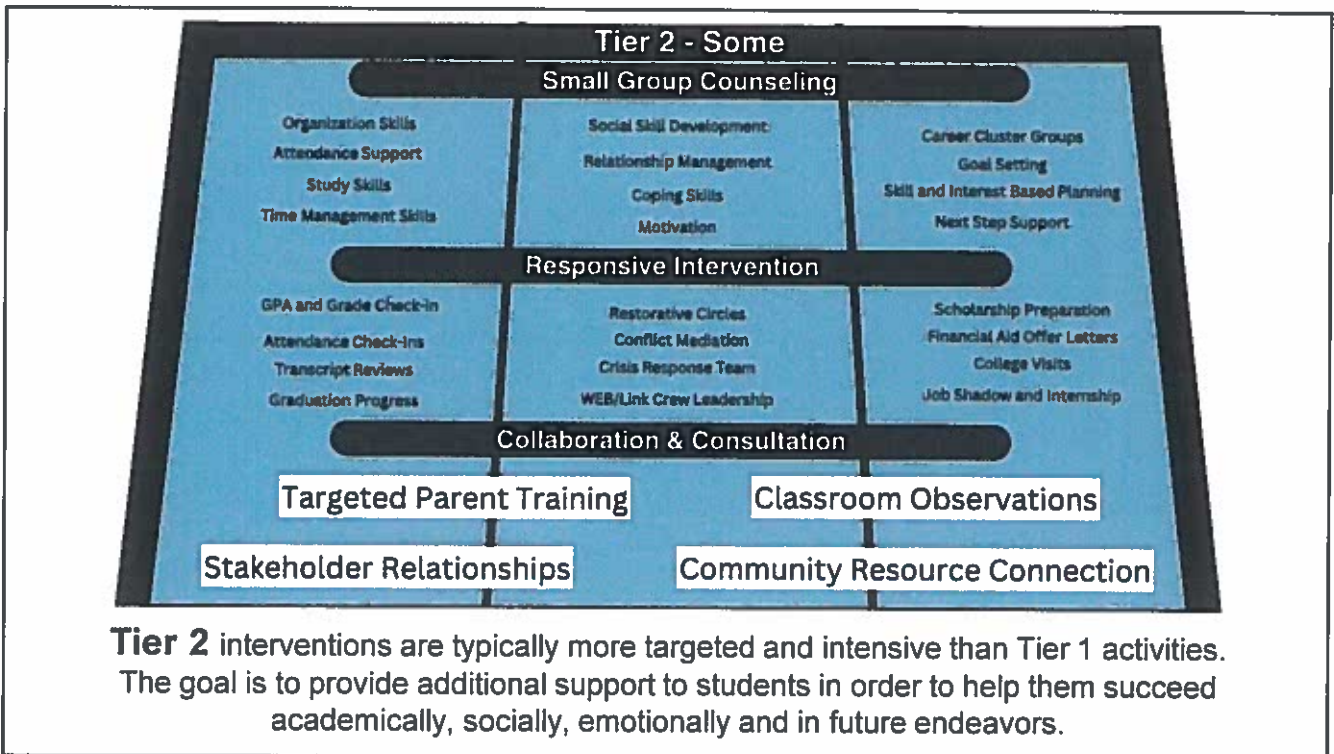 Tier 2 - Some
Small Group Counseling
Organization Skills
Attendance Support
Study Skills
Time Management Skills
Social Skill Development
Relationship Management
Coping Skills
Motivation
Career Cluster Groups
Goal Setting
Skill and Interest Based Planning
Next Step Support
Responsive Intervention
GPA and Grade Check-in
Attendance Check-ins
Transcript Reviews
Graduation Progress
Restorative Circles
Conflict Mediation
Crisis Response Team
WEB/Link Crew Leadership
Scholarship Preparation
Financial Aid Offer Letters
College Visits
Job Shadow and Internship
Collaboration & Consultation
Targeted Parent Training
Classroom Observations
Stakeholder Relationships
Community Resource Connection
Tier 2 interventions are typically more targeted and intensive than Tier 1 activities.
The goal is to provide additional support to students in order to help them succeed
academically, socially, emotionally and in future endeavors.